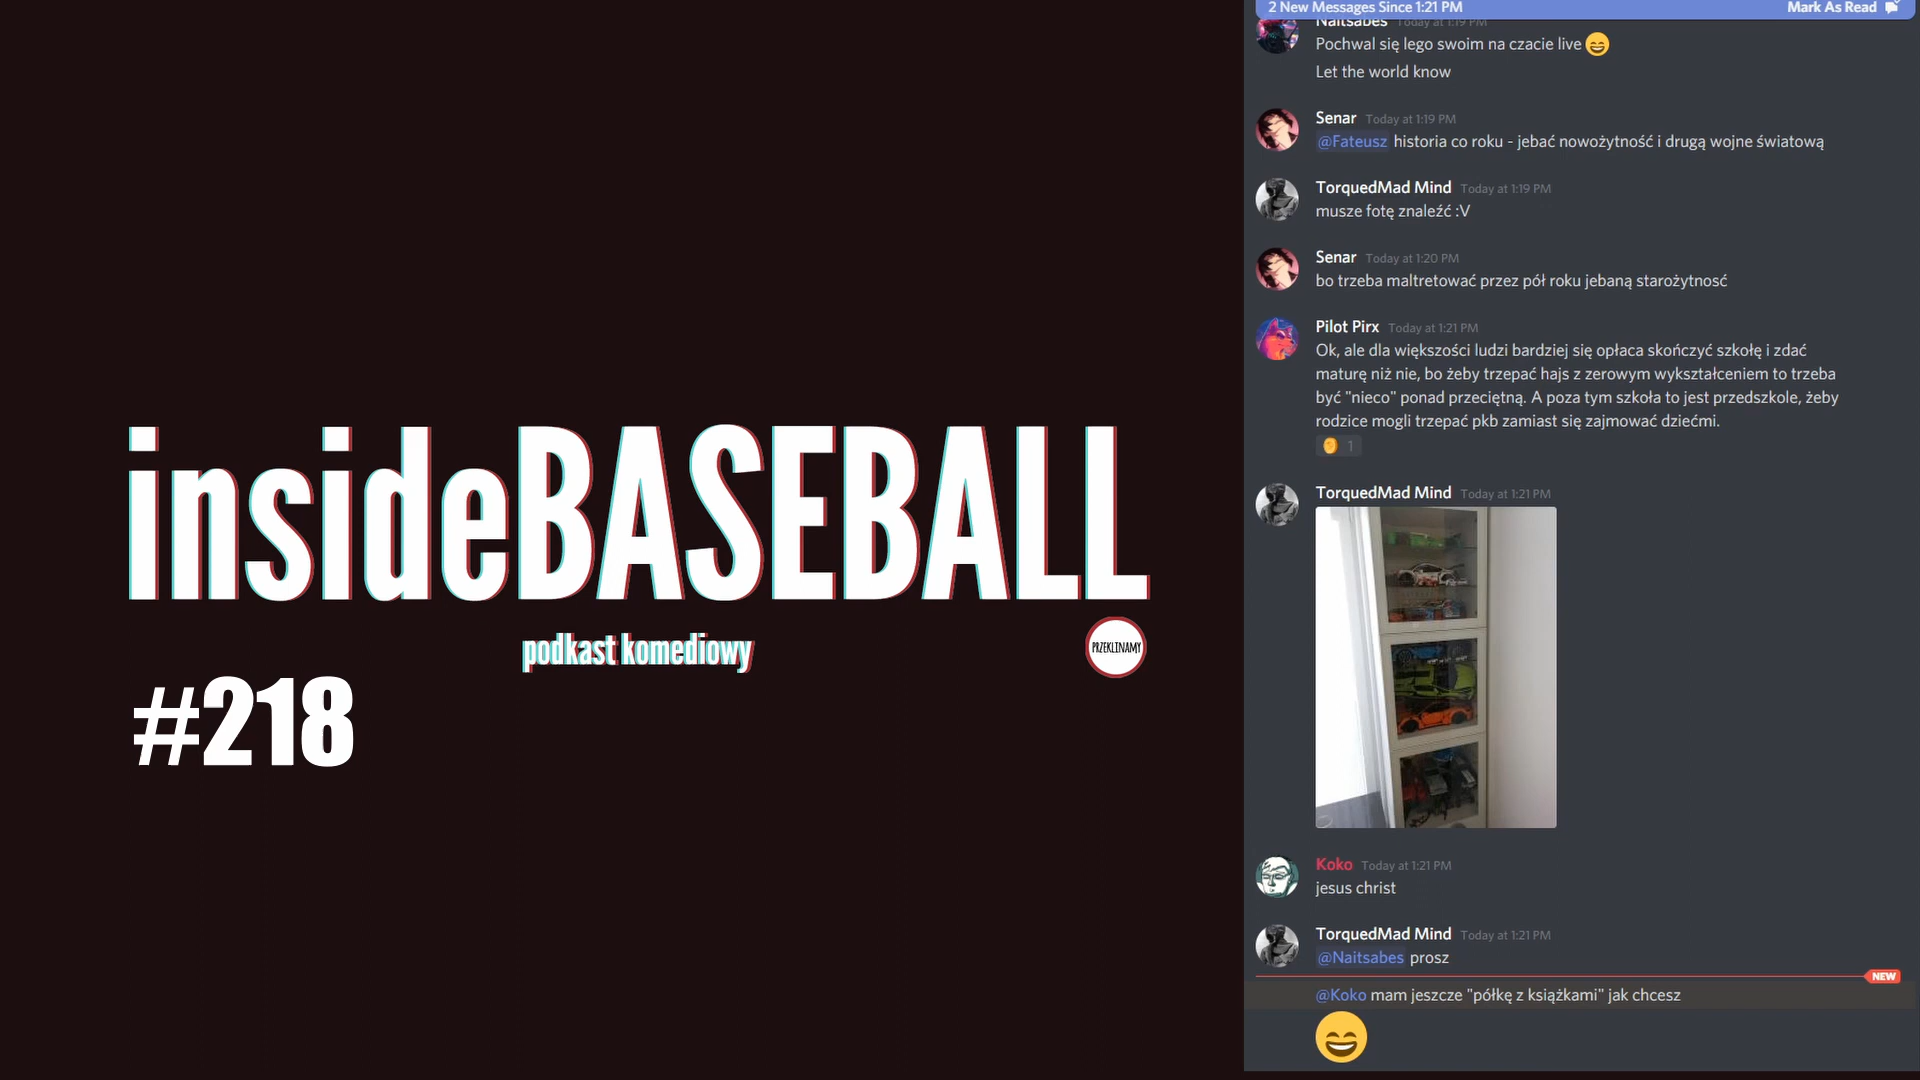 insideBASEBALL
podkast komediowy
PRZEKLINAMY
#218
2 New Messages Since 1:21 PM Mark As Read
Naitsabes Today at 1:19 PM
Pochwal się lego swoim na czacie live 😄
Let the world know
Senar Today at 1:19 PM
@Fateusz historia co roku - jebać nowożytność i drugą wojne światową
TorquedMad Mind Today at 1:19 PM
musze fotę znaleźć :V
Senar Today at 1:20 PM
bo trzeba maltretować przez pół roku jebaną starożytnosć
Pilot Pirx Today at 1:21 PM
Ok, ale dla większości ludzi bardziej się opłaca skończyć szkołę i zdać
maturę niż nie, bo żeby trzepać hajs z zerowym wykształceniem to trzeba
być "nieco" ponad przeciętną. A poza tym szkoła to jest przedszkole, żeby
rodzice mogli trzepać pkb zamiast się zajmować dziećmi.
1
TorquedMad Mind Today at 1:21 PM
Koko Today at 1:21 PM
jesus christ
TorquedMad Mind Today at 1:21 PM
@Naitsabes prosz
NEW
@Koko mam jeszcze "półkę z książkami" jak chcesz
😄